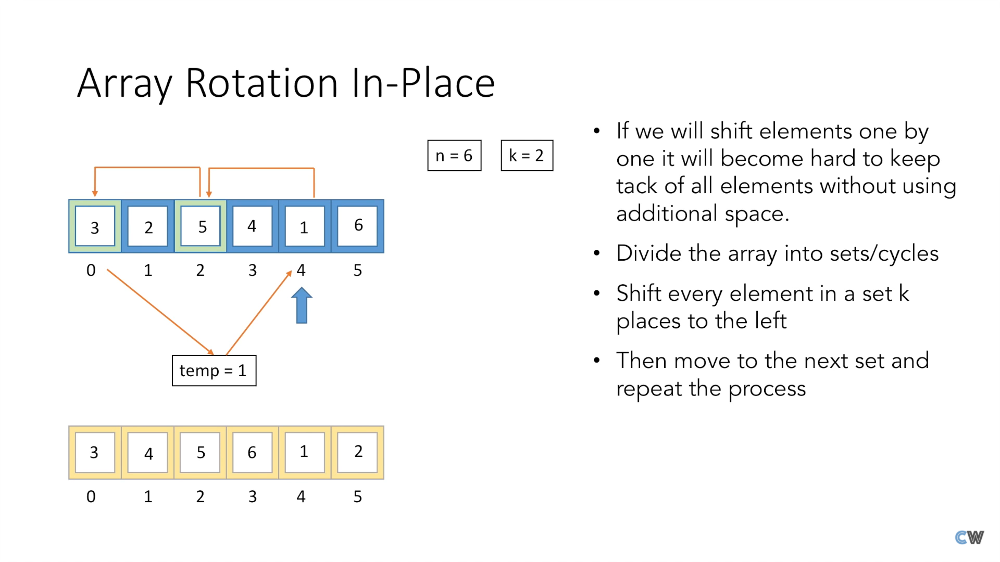 Array Rotation In-Place
n = 6
k = 2
3 2 5 4 1 6
0 1 2 3 4 5
temp = 1
3 4 5 6 1 2
0 1 2 3 4 5
• If we will shift elements one by
one it will become hard to keep
tack of all elements without using
additional space.
• Divide the array into sets/cycles
• Shift every element in a set k
places to the left
• Then move to the next set and
repeat the process
CW